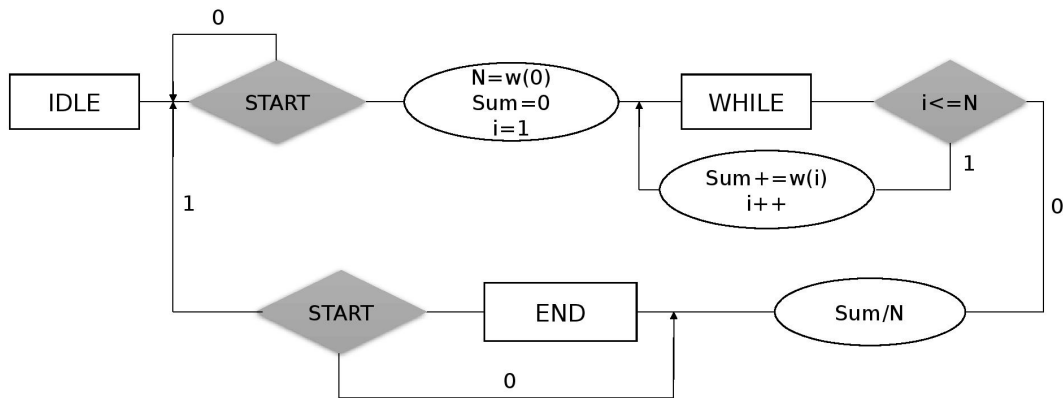 0
IDLE
START
N=w(0)
Sum=0
i=1
WHILE
i<=N
1
Sum+=w(i)
i++
0
1
START
END
Sum/N
0